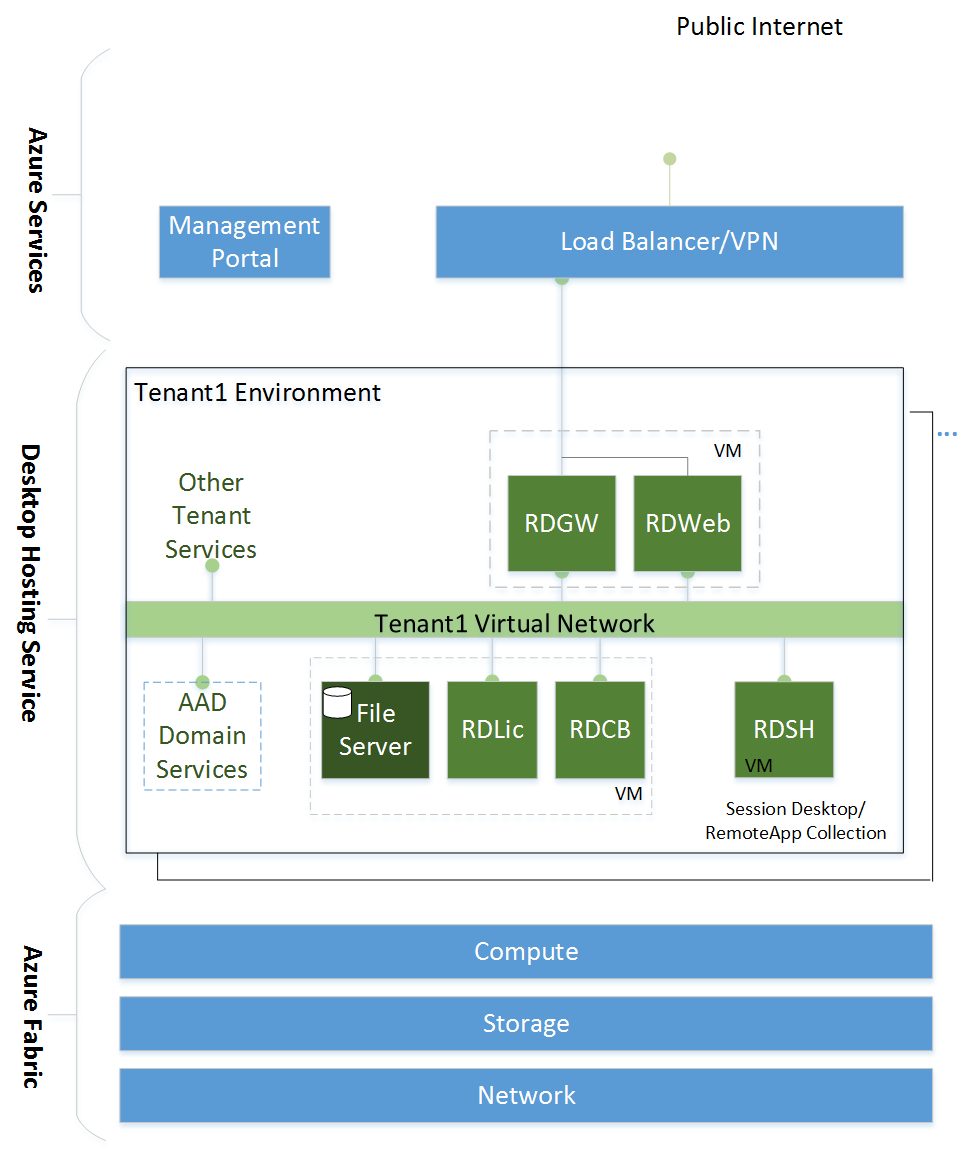 Public Internet
Azure Services
Management
Portal
Load Balancer/VPN
Desktop Hosting Service
Tenant1 Environment
...
VM
Other
Tenant
Services
RDGW
RDWeb
Tenant1 Virtual Network
AAD
Domain
Services
File
Server
RDLic
RDCB
VM
RDSH
VM
Session Desktop/
RemoteApp Collection
Azure Fabric
Compute
Storage
Network